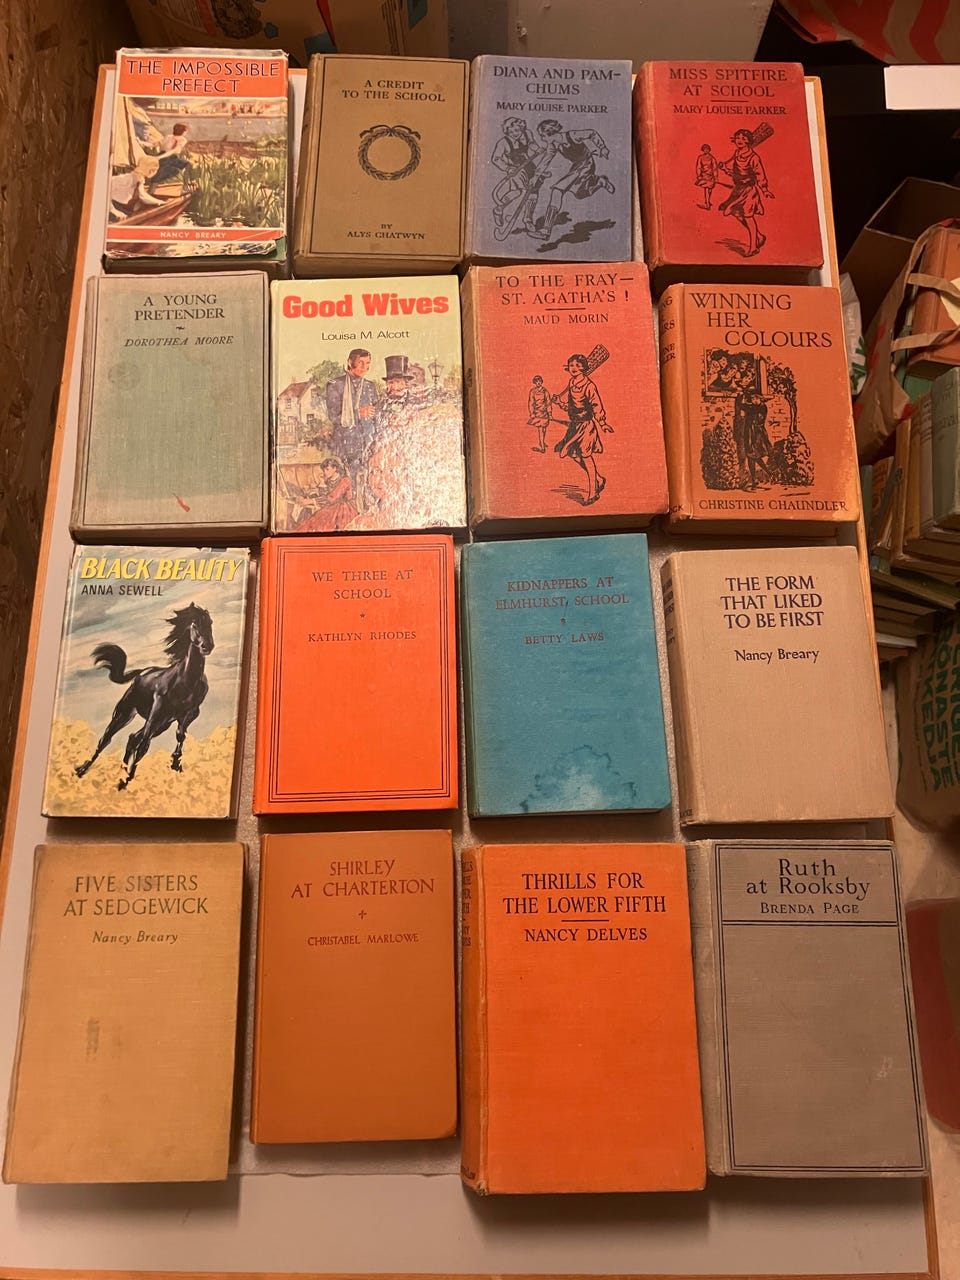 THE IMPOSSIBLE
PREFECT
NANCY BREARY
A CREDIT
TO THE SCHOOL
BY
ALYS CHATWYN
DIANA AND PAM—
CHUMS
MARY LOUISE PARKER
MISS SPITFIRE
AT SCHOOL
MARY LOUISE PARKER
A YOUNG
PRETENDER
DOROTHEA MOORE
Good Wives
Louisa M. Alcott
TO THE FRAY—
ST. AGATHA'S !
MAUD MORIN
WINNING
HER
COLOURS
CHRISTINE CHAUNDLER
BLACK BEAUTY
ANNA SEWELL
WE THREE AT
SCHOOL
KATHLYN RHODES
KIDNAPPERS AT
ELMHURST SCHOOL
BETTY LAWS
THE FORM
THAT LIKED
TO BE FIRST
Nancy Breary
FIVE SISTERS
AT SEDGEWICK
Nancy Breary
SHIRLEY
AT CHARTERTON
CHRISTABEL MARLOWE
THRILLS FOR
THE LOWER FIFTH
NANCY DELVES
Ruth
at Rooksby
BRENDA PAGE